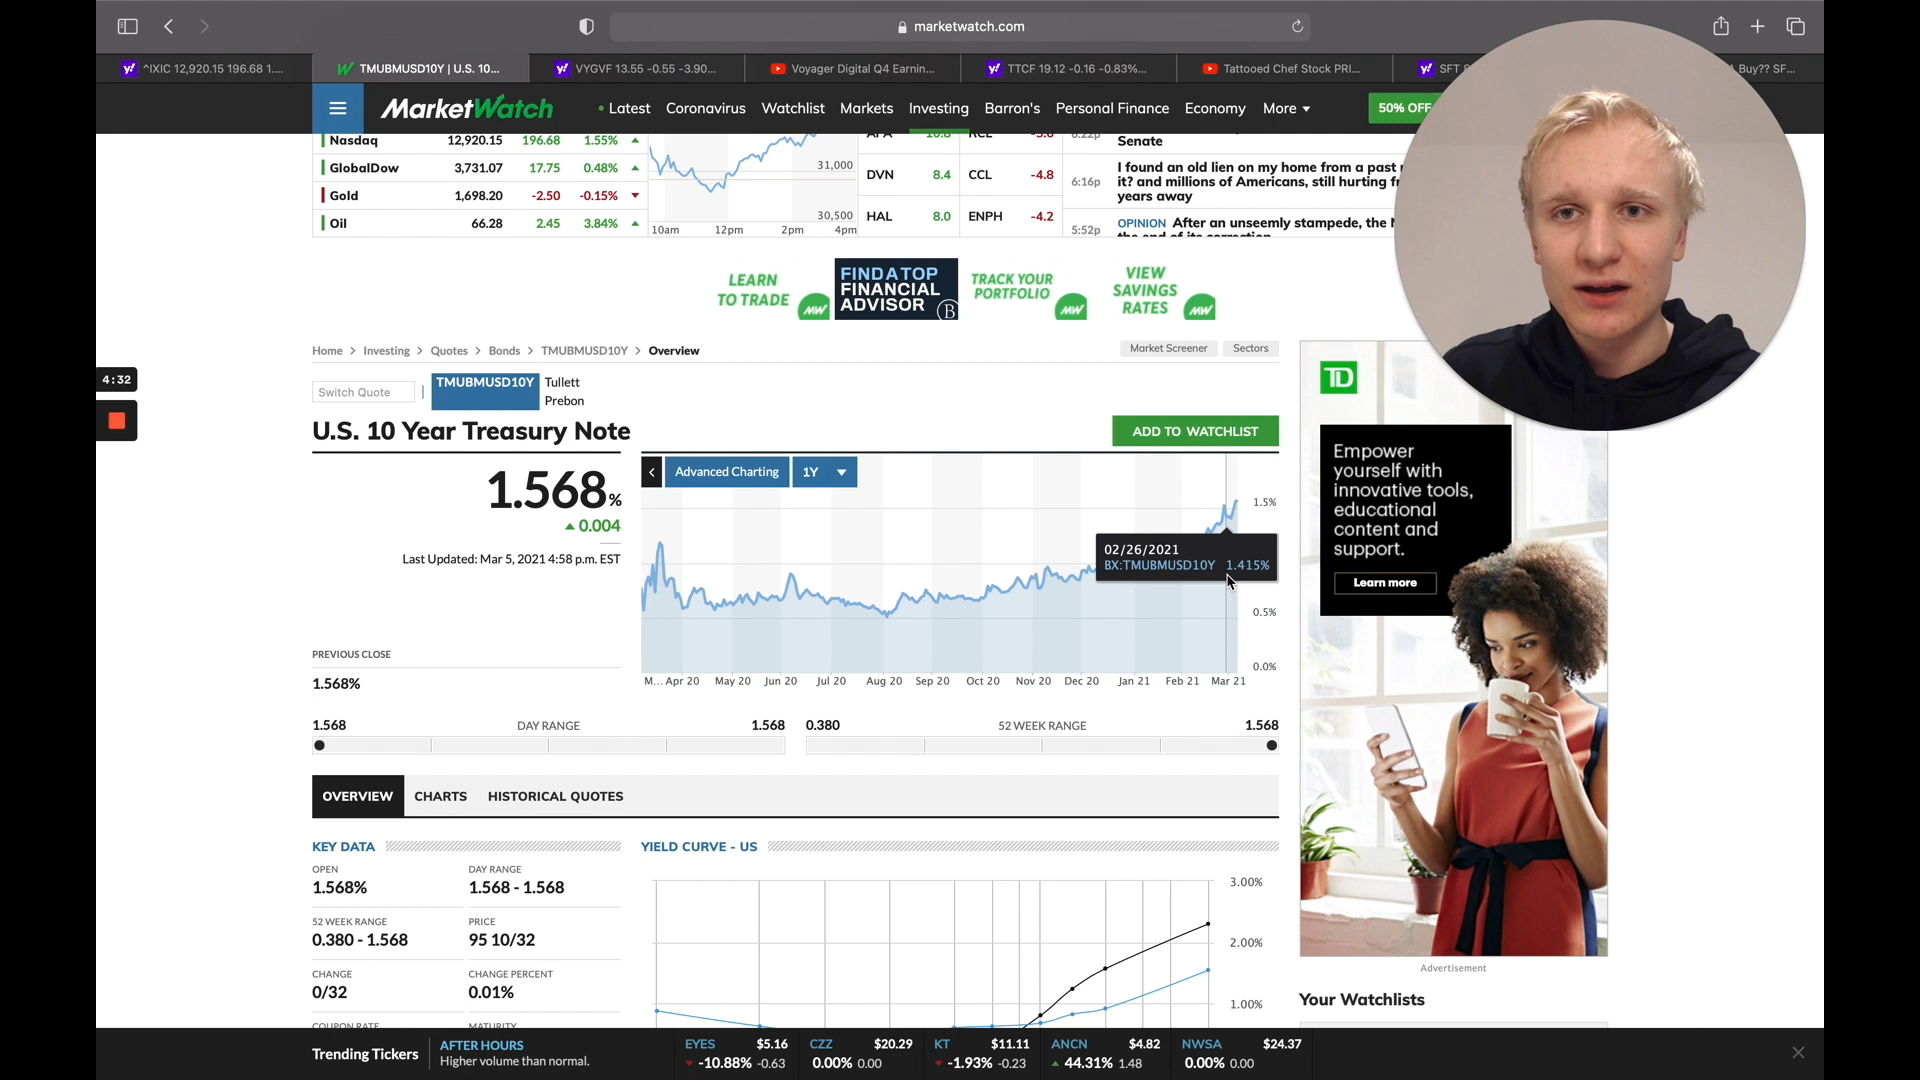 marketwatch.com
^IXIC 12,920.15 196.68 1....
TMUBMUSD10Y | U.S. 10...
VYGVF 13.55 -0.55 -3.90...
Voyager Digital Q4 Earnin...
TTCF 19.12 -0.16 -0.83%...
Tattooed Chef Stock PRI...
SFT
Buy?? SF...
MarketWatch
Latest Coronavirus Watchlist Markets Investing Barron's Personal Finance Economy More
50% OFF
Nasdaq 12,920.15 196.68 1.55%
GlobalDow 3,731.07 17.75 0.48%
Gold 1,698.20 -2.50 -0.15%
Oil 66.28 2.45 3.84%
31,000
30,500
10am 12pm 2pm 4pm
DVN 8.4 CCL -4.8
HAL 8.0 ENPH -4.2
Senate
6:16p I found an old lien on my home from a past
it? and millions of Americans, still hurting
years away
5:52p OPINION After an unseemly stampede, the
LEARN
TO TRADE
MW
FIND A TOP
FINANCIAL
ADVISOR
B
TRACK YOUR
PORTFOLIO
MW
VIEW
SAVINGS
RATES
MW
Home > Investing > Quotes > Bonds > TMUBMUSD10Y > Overview
Market Screener Sectors
4:32
Switch Quote | TMUBMUSD10Y Tullett
Prebon
U.S. 10 Year Treasury Note
ADD TO WATCHLIST
1.568%
0.004
Last Updated: Mar 5, 2021 4:58 p.m. EST
PREVIOUS CLOSE
1.568%
Advanced Charting 1Y
1.5%
02/26/2021
BX:TMUBMUSD10Y 1.415%
0.5%
0.0%
M... Apr 20 May 20 Jun 20 Jul 20 Aug 20 Sep 20 Oct 20 Nov 20 Dec 20 Jan 21 Feb 21 Mar 21
1.568 DAY RANGE 1.568
0.380 52 WEEK RANGE 1.568
OVERVIEW CHARTS HISTORICAL QUOTES
KEY DATA
OPEN
1.568%
DAY RANGE
1.568 - 1.568
52 WEEK RANGE
0.380 - 1.568
PRICE
95 10/32
CHANGE
0/32
CHANGE PERCENT
0.01%
COUPON RATE
MATURITY
YIELD CURVE - US
3.00%
2.00%
1.00%
TD
Empower
yourself with
innovative tools,
educational
content and
support.
Learn more
Advertisement
Your Watchlists
Trending Tickers
AFTER HOURS
Higher volume than normal.
EYES $5.16
-10.88% -0.63
CZZ $20.29
0.00% 0.00
KT $11.11
-1.93% -0.23
ANCN $4.82
44.31% 1.48
NWSA $24.37
0.00% 0.00